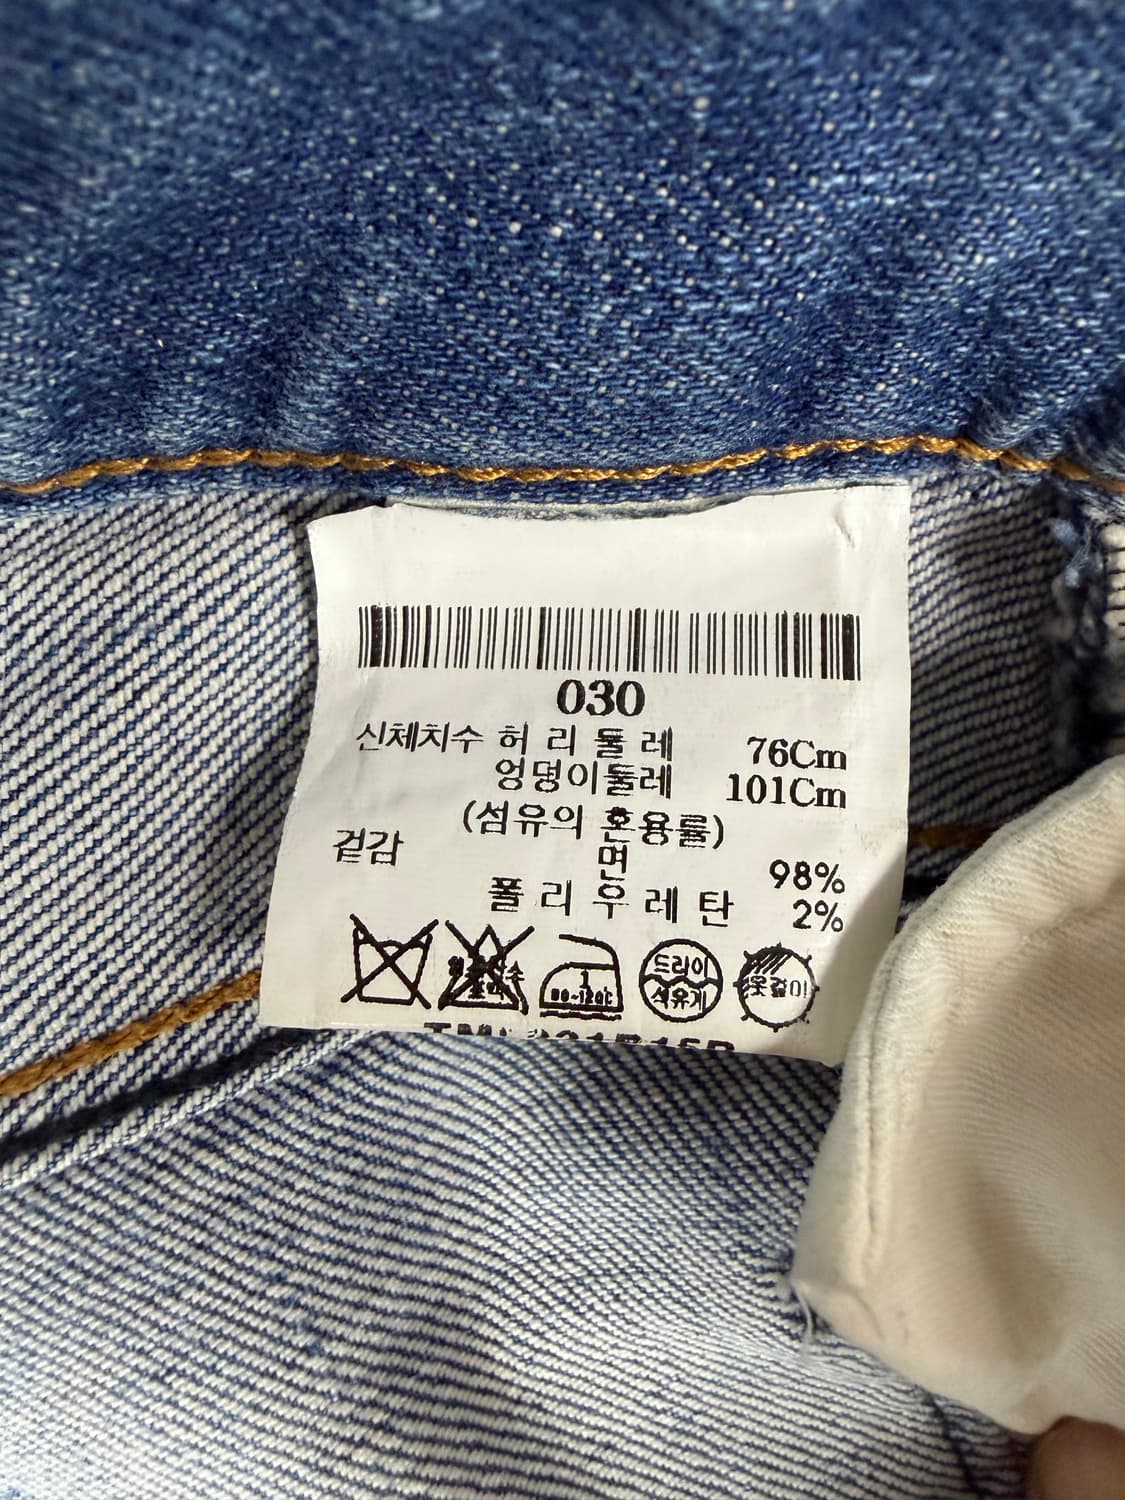 030
신체치수 허 리 둘 레 76Cm
엉덩이둘레 101Cm
(섬유의 혼용률)
겉감 면 98%
폴 리 우 레 탄 2%
드라이
석유계
옷걸이